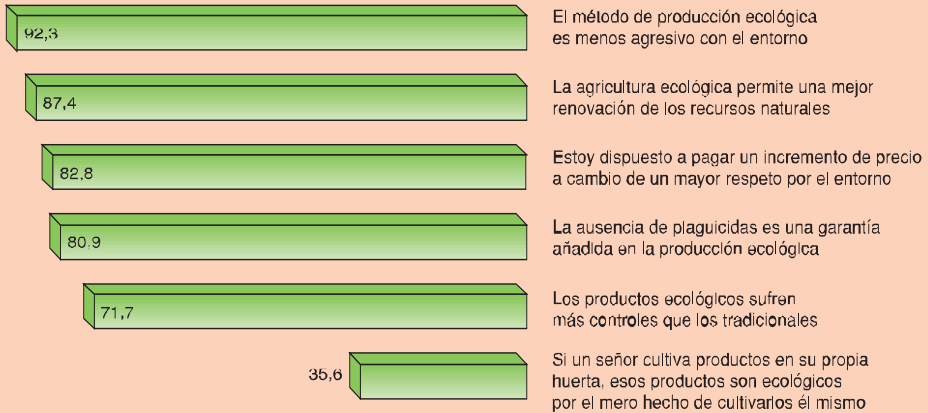 92,3
El método de producción ecológica
es menos agresivo con el entorno
87,4
La agricultura ecológica permite una mejor
renovación de los recursos naturales
82,8
Estoy dispuesto a pagar un incremento de precio
a cambio de un mayor respeto por el entorno
80,9
La ausencia de plaguicidas es una garantía
añadida en la producción ecológica
71,7
Los productos ecológicos sufren
más controles que los tradicionales
35,6
Si un señor cultiva productos en su propia
huerta, esos productos son ecológicos
por el mero hecho de cultivarlos él mismo